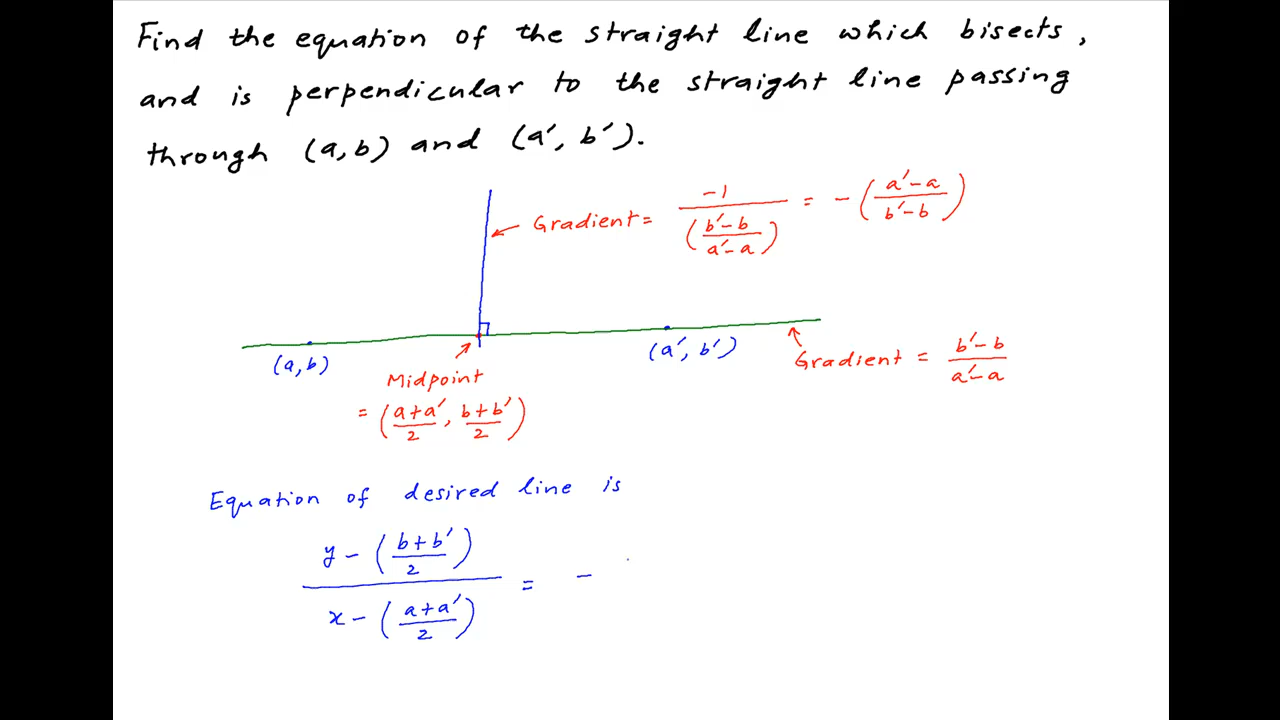 Find the equation of the straight line which bisects,
and is perpendicular to the straight line passing
through (a,b) and (a′, b′).
Gradient = -1/((b′-b)/(a′-a)) = -((a′-a)/(b′-b))
(a,b)
(a′, b′)
Gradient = (b′-b)/(a′-a)
Midpoint
= ((a+a′)/2, (b+b′)/2)
Equation of desired line is
(y - ((b+b′)/2))/(x - ((a+a′)/2)) = -